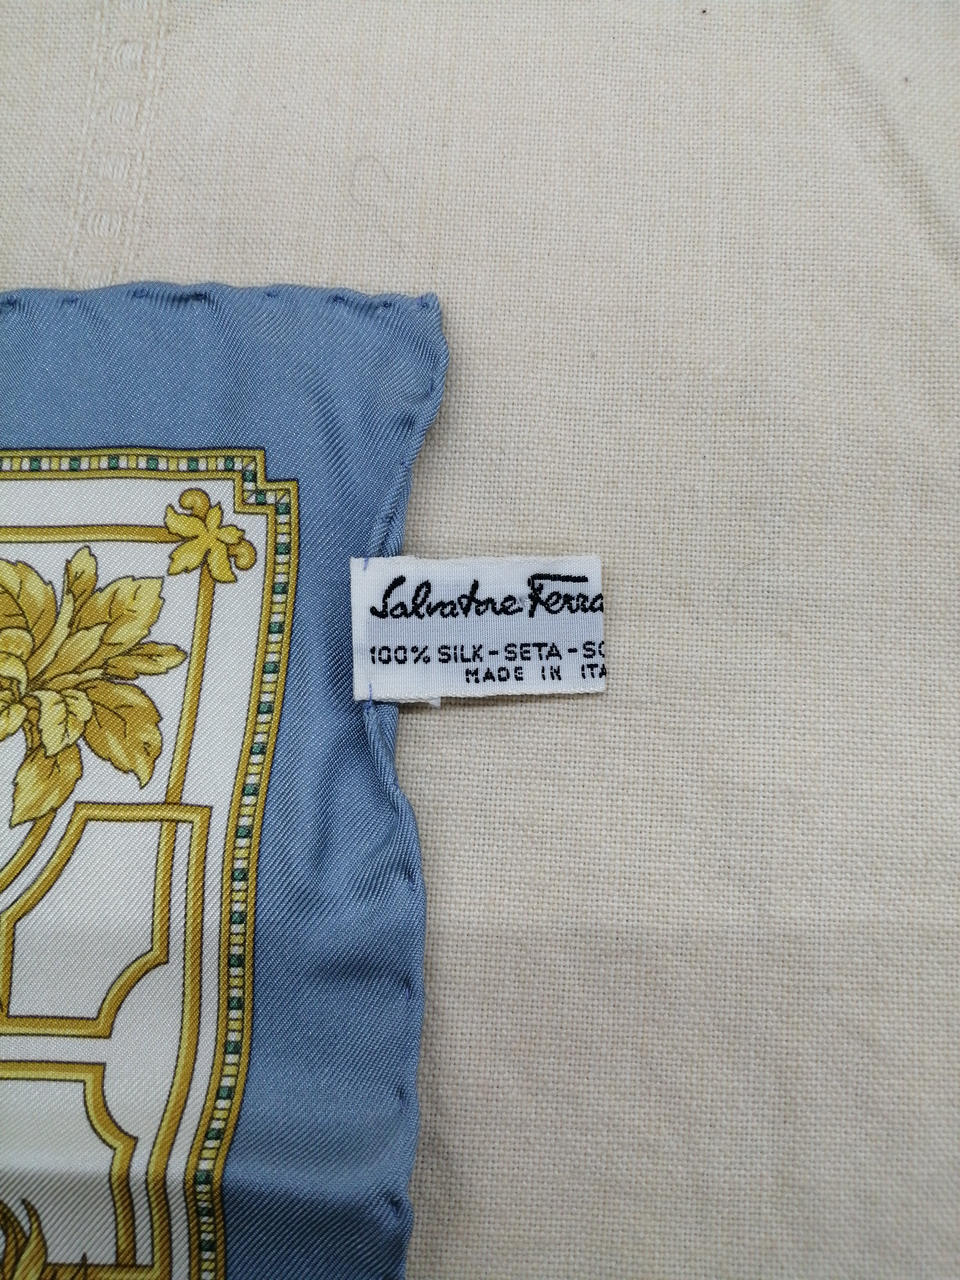 Salvatore Ferra
100% SILK - SETA - SO
MADE IN ITA